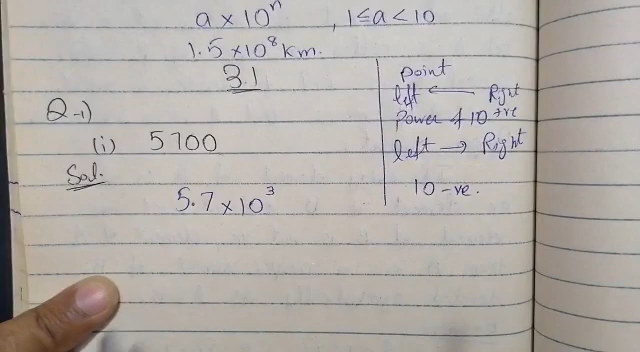 a × 10ⁿ , 1≤a<10
1.5 ×10⁸ km.
3.1
Q-1)
(i) 5700
Sol.
5.7 × 10³
point
left ← Right
Power of 10 +ve
left → Right
10 -ve.